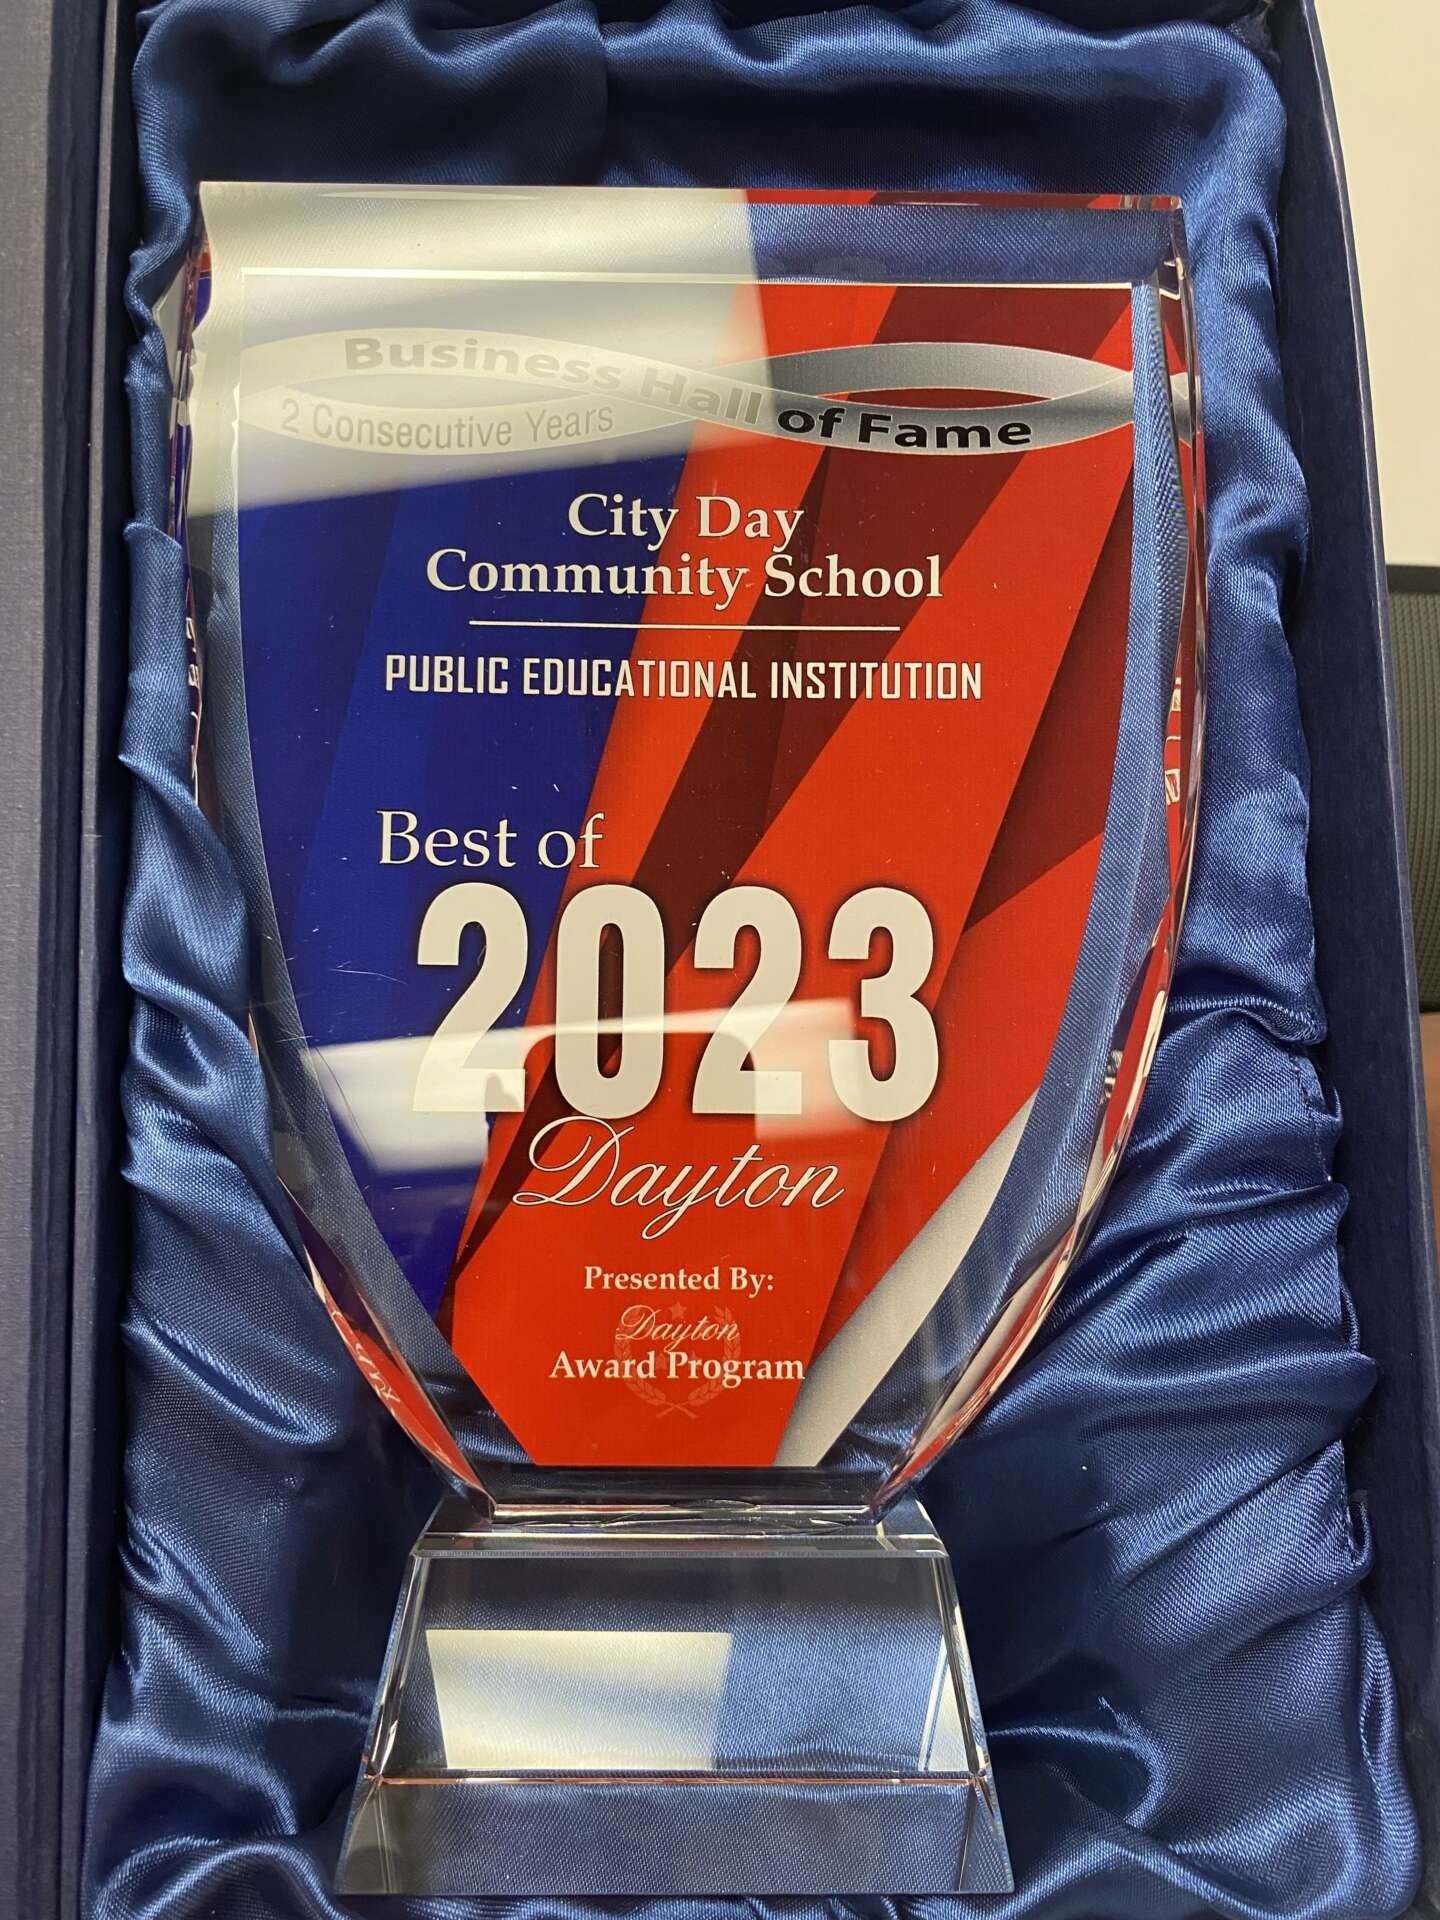 Business Hall of Fame
2 Consecutive Years
City Day
Community School
PUBLIC EDUCATIONAL INSTITUTION
Best of
2023
Dayton
Presented By:
Dayton
Award Program